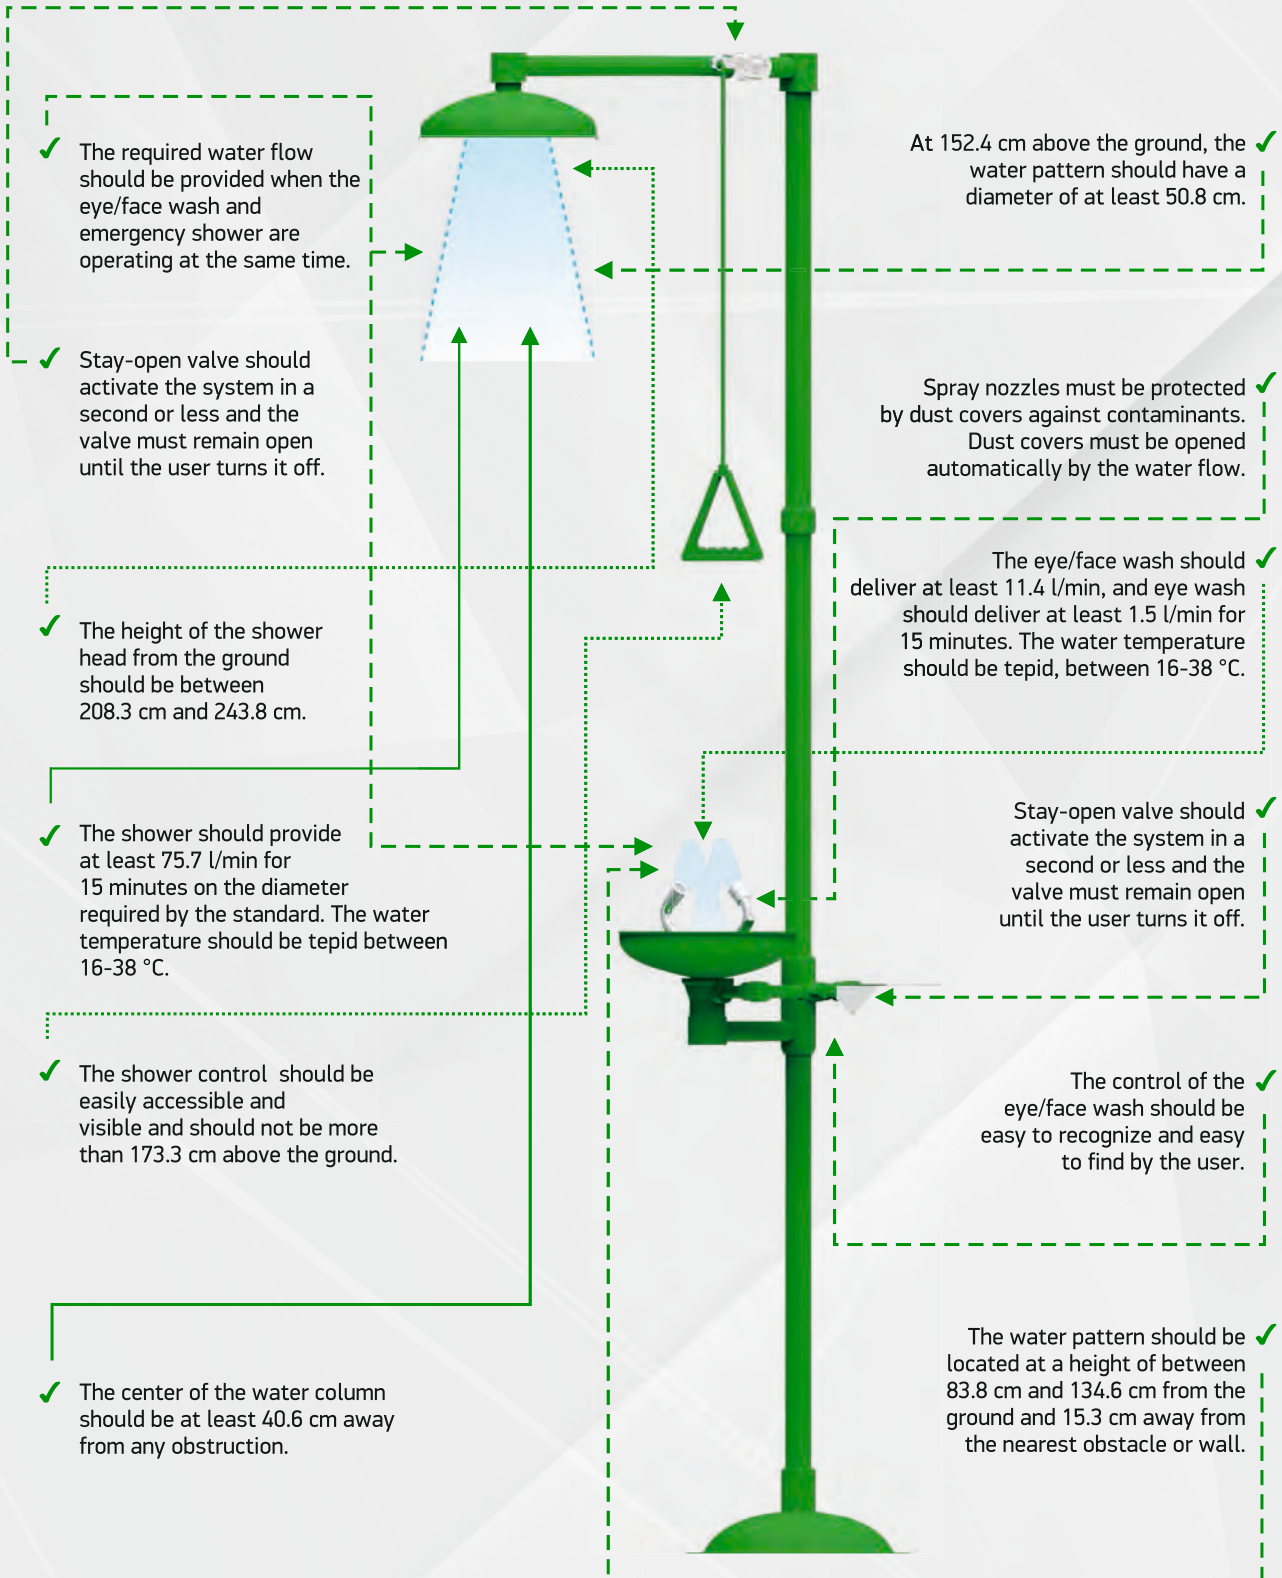 The required water flow
should be provided when the
eye/face wash and
emergency shower are
operating at the same time.
Stay-open valve should
activate the system in a
second or less and the
valve must remain open
until the user turns it off.
The height of the shower
head from the ground
should be between
208.3 cm and 243.8 cm.
The shower should provide
at least 75.7 l/min for
15 minutes on the diameter
required by the standard. The water
temperature should be tepid between
16-38 °C.
The shower control  should be
easily accessible and
visible and should not be more
than 173.3 cm above the ground.
The center of the water column
should be at least 40.6 cm away
from any obstruction.
At 152.4 cm above the ground, the
water pattern should have a
diameter of at least 50.8 cm.
Spray nozzles must be protected
by dust covers against contaminants.
Dust covers must be opened
automatically by the water flow.
The eye/face wash should
deliver at least 11.4 l/min, and eye wash
should deliver at least 1.5 l/min for
15 minutes. The water temperature
should be tepid, between 16-38 °C.
Stay-open valve should
activate the system in a
second or less and the
valve must remain open
until the user turns it off.
The control of the
eye/face wash should be
easy to recognize and easy
to find by the user.
The water pattern should be
located at a height of between
83.8 cm and 134.6 cm from the
ground and 15.3 cm away from
the nearest obstacle or wall.